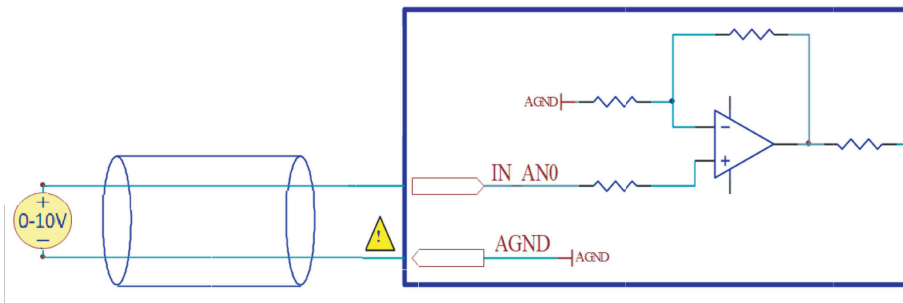 AGND
−
+
IN_AN0
+
0-10V
−
!
AGND
AGND